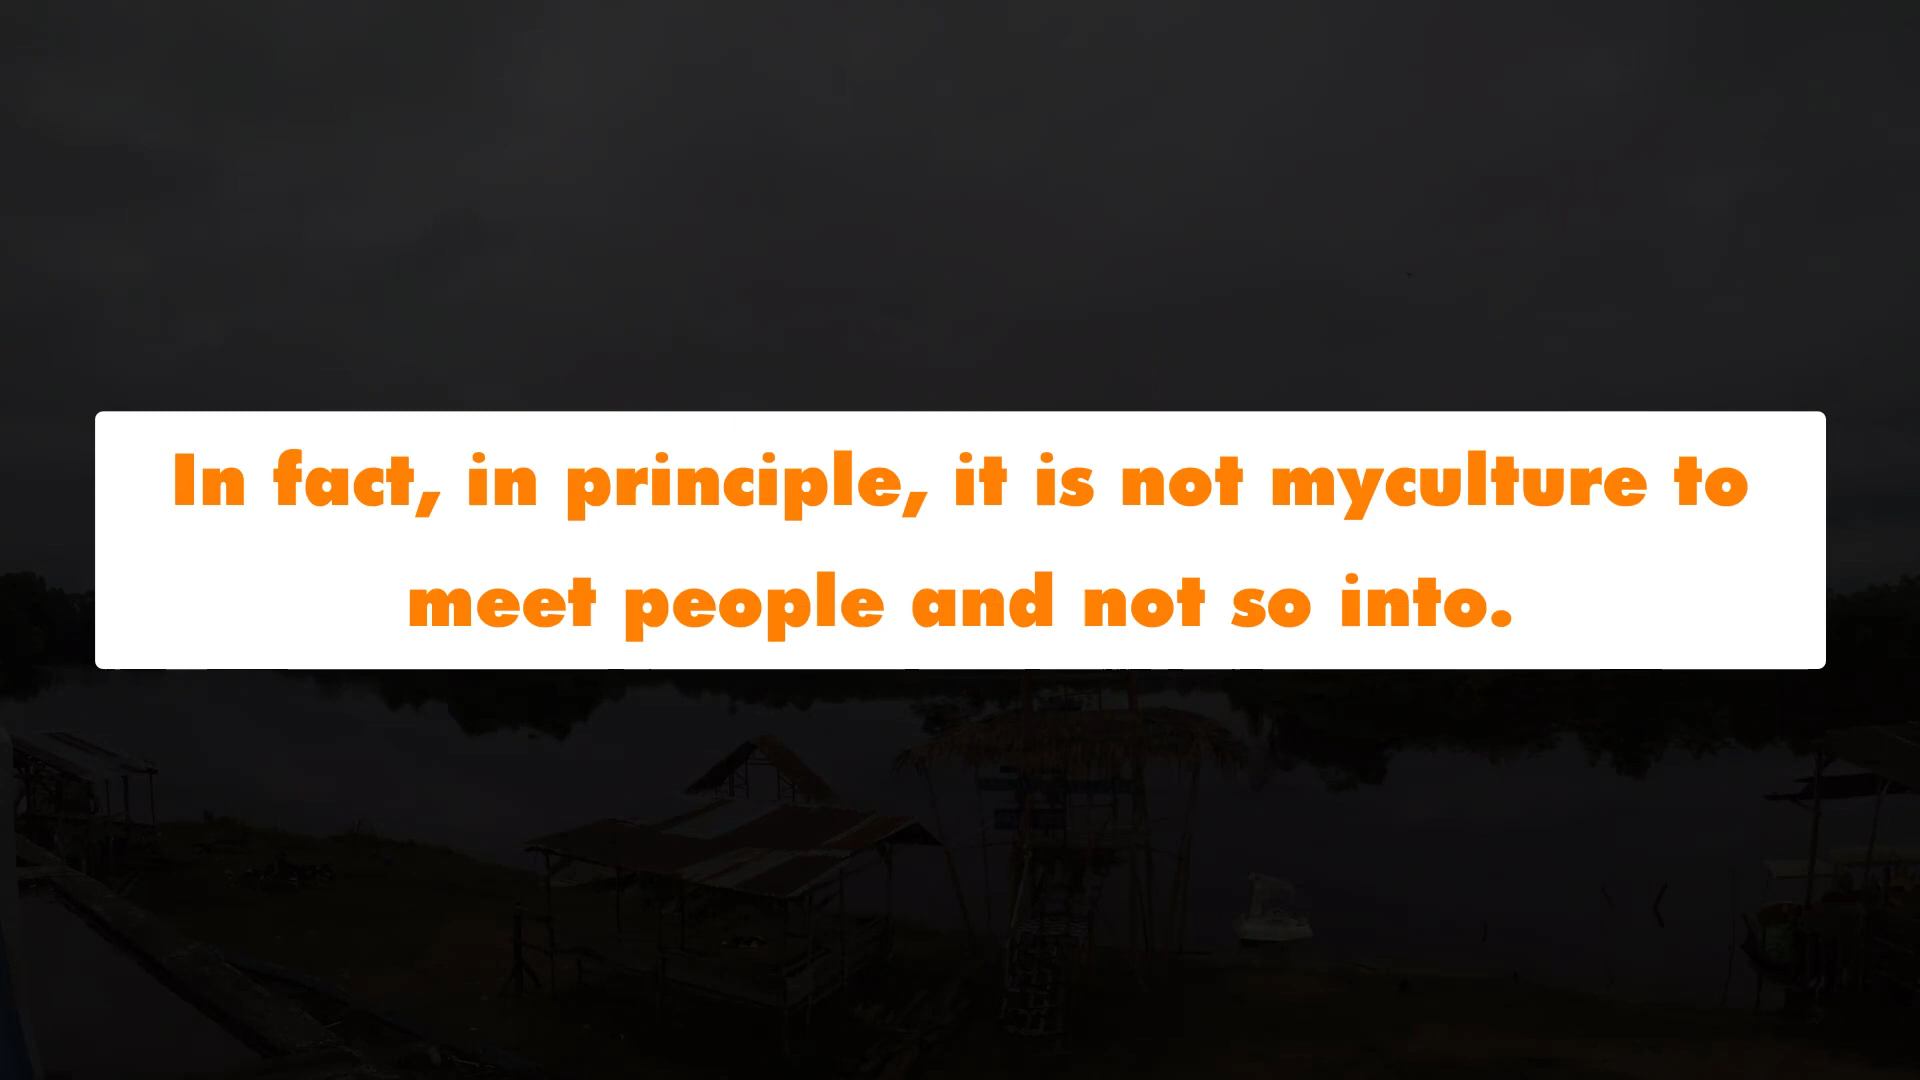 In fact, in principle, it is not myculture to
meet people and not so into.